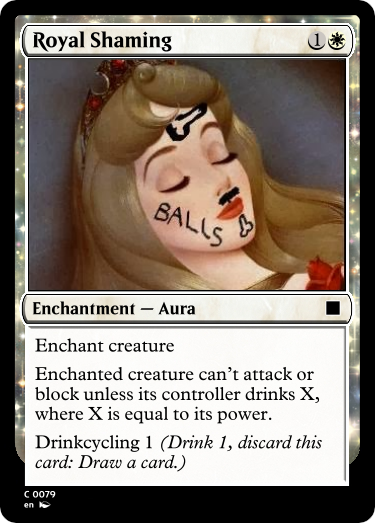 Royal Shaming 1
BALLS
Enchantment — Aura
Enchant creature
Enchanted creature can't attack or
block unless its controller drinks X,
where X is equal to its power.
Drinkcycling 1 (Drink 1, discard this
card: Draw a card.)
C 0079
en